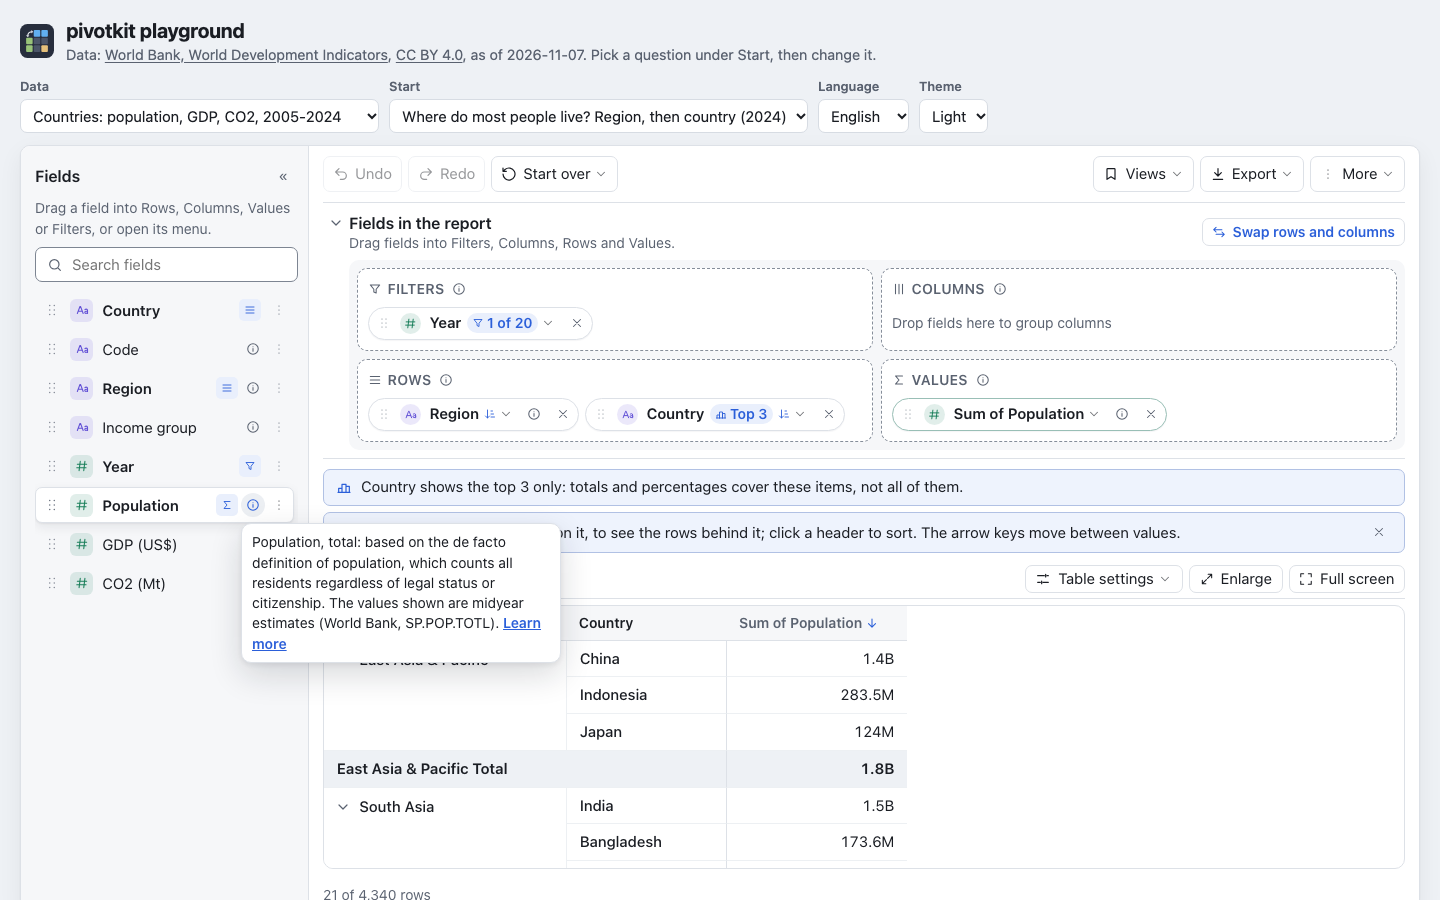 pivotkit playground
Data: World Bank, World Development Indicators, CC BY 4.0, as of 2026-11-07. Pick a question under Start, then change it.
Data
Start
Language
Theme
Countries: population, GDP, CO2, 2005-2024
Where do most people live? Region, then country (2024)
English
Light
Fields
«
Drag a field into Rows, Columns, Values
or Filters, or open its menu.
Search fields
Aa Country
Aa Code
Aa Region
Aa Income group
# Year
# Population
Σ
# GDP (US$)
# CO2 (Mt)
Population, total: based on the de facto
definition of population, which counts all
residents regardless of legal status or
citizenship. The values shown are midyear
estimates (World Bank, SP.POP.TOTL). Learn
more
Undo
Redo
Start over
Views
Export
More
Fields in the report
Drag fields into Filters, Columns, Rows and Values.
Swap rows and columns
FILTERS
# Year 1 of 20
COLUMNS
Drop fields here to group columns
ROWS
Aa Region
Aa Country Top 3
Σ VALUES
# Sum of Population
Country shows the top 3 only: totals and percentages cover these items, not all of them.
on it, to see the rows behind it; click a header to sort. The arrow keys move between values.
Table settings
Enlarge
Full screen
Country
Sum of Population ↓
East Asia & Pacific
China
1.4B
Indonesia
283.5M
Japan
124M
East Asia & Pacific Total
1.8B
South Asia
India
1.5B
Bangladesh
173.6M
21 of 4,340 rows